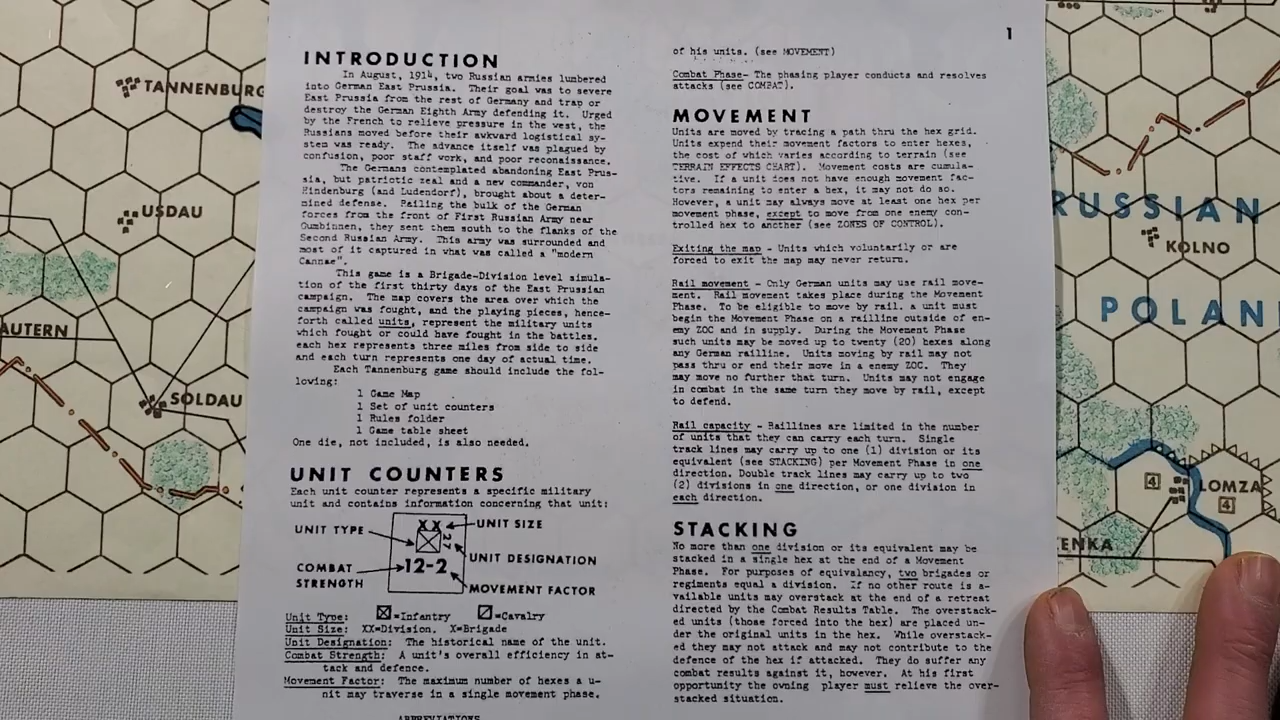 TANNENBURG
USDAU
AUTERN
SOLDAU
INTRODUCTION
In August, 1914, two Russian armies lumbered
into German East Prussia. Their goal was to severe
East Prussia from the rest of Germany and trap or
destroy the German Eighth Army defending it. Urged
by the French to relieve pressure in the west, the
Russians moved before their awkward logistical sy-
stem was ready. The advance itself was plagued by
confusion, poor staff work, and poor reconaissance.
The Germans contemplated abandoning East Prus-
sia, but patriotic zeal and a new commander, von
Hindenburg (and Ludendorf), brought about a deter-
mined defense. Railing the bulk of the German
forces from the front of First Russian Army near
Gumbinnen, they sent them south to the flanks of the
Second Russian Army. This army was surrounded and
most of it captured in what was called a "modern
Cannae".
This game is a Brigade-Division level simula-
tion of the first thirty days of the East Prussian
campaign. The map covers the area over which the
campaign was fought, and the playing pieces, hence-
forth called units, represent the military units
which fought or could have fought in the battles.
each hex represents three miles from side to side
and each turn represents one day of actual time.
Each Tannenburg game should include the fol-
lowing:
1 Game Map
1 Set of unit counters
1 Rules folder
1 Game table sheet
One die, not included, is also needed.
UNIT COUNTERS
Each unit counter represents a specific military
unit and contains information concerning that unit:
UNIT TYPE
XX
UNIT SIZE
27
UNIT DESIGNATION
COMBAT
STRENGTH
12-2
MOVEMENT FACTOR
Unit Type: =Infantry =Cavalry
Unit Size: XX=Division, X=Brigade
Unit Designation: The historical name of the unit.
Combat Strength: A unit's overall efficiency in at-
tack and defence.
Movement Factor: The maximum number of hexes a u-
nit may traverse in a single movement phase.
ABBREVIATIONS
1
of his units. (see MOVEMENT)
Combat Phase- The phasing player conducts and resolves
attacks (see COMBAT).
MOVEMENT
Units are moved by tracing a path thru the hex grid.
Units expend their movement factors to enter hexes,
the cost of which varies according to terrain (see
TERRAIN EFFECTS CHART). Movement costs are cumula-
tive. If a unit does not have enough movement fac-
tors remaining to enter a hex, it may not do so.
However, a unit may always move at least one hex per
movement phase, except to move from one enemy con-
trolled hex to another (see ZONES OF CONTROL).
Exiting the map - Units which voluntarily or are
forced to exit the map may never return.
Rail movement - Only German units may use rail move-
ment. Rail movement takes place during the Movement
Phase. To be eligible to move by rail. a unit must
begin the Movement Phase on a railline outside of en-
emy ZOC and in supply. During the Movement Phase
such units may be moved up to twenty (20) hexes along
any German railline. Units moving by rail may not
pass thru or end their move in a enemy ZOC. They
may move no further that turn. Units may not engage
in combat in the same turn they move by rail, except
to defend.
Rail capacity - Raillines are limited in the number
of units that they can carry each turn. Single
track lines may carry up to one (1) division or its
equivalent (see STACKING) per Movement Phase in one
direction. Double track lines may carry up to two
(2) divisions in one direction, or one division in
each direction.
STACKING
No more than one division or its equivalent may be
stacked in a single hex at the end of a Movement
Phase. For purposes of equivalancy, two brigades or
regiments equal a division. If no other route is a-
vailable units may overstack at the end of a retreat
directed by the Combat Results Table. The overstack-
ed units (those forced into the hex) are placed un-
der the original units in the hex. While overstack-
ed they may not attack and may not contribute to the
defence of the hex if attacked. They do suffer any
combat results against it, however. At his first
opportunity the owning player must relieve the over-
stacked situation.
RUSSIAN
KOLNO
POLAN
4
LOMZA
4
ENKA